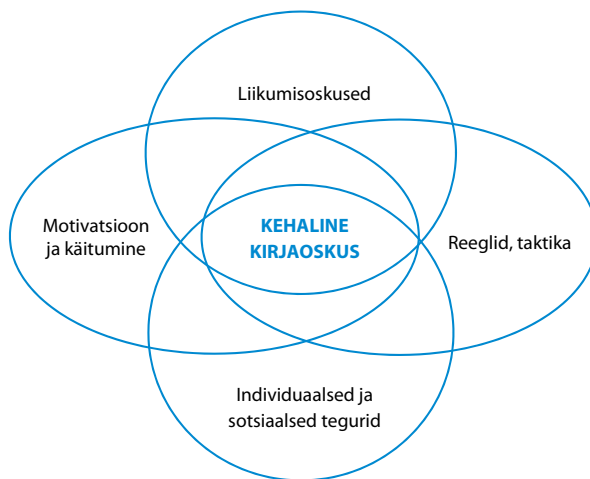 Liikumisoskused
Motivatsioon
ja käitumine
KEHALINE
KIRJAOSKUS
Reeglid, taktika
Individuaalsed ja
sotsiaalsed tegurid